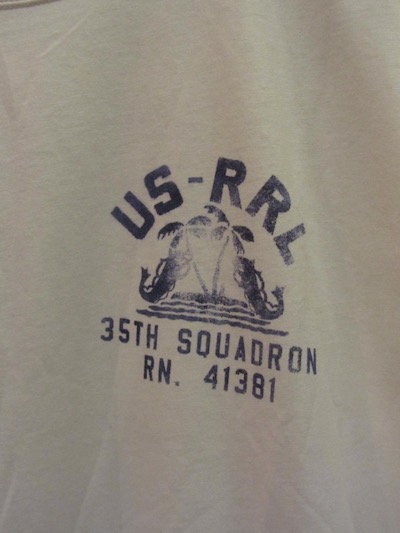 US-RRL
35TH SQUADRON
RN. 41381